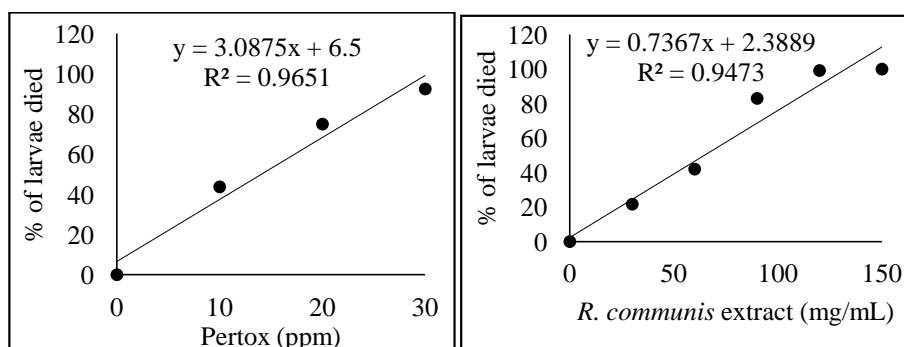 120
100
80
60
40
20
0
% of larvae died
y = 3.0875x + 6.5
R² = 0.9651
0 10 20 30
Pertox (ppm)
120
100
80
60
40
20
0
% of larvae died
y = 0.7367x + 2.3889
R² = 0.9473
0 50 100 150
R. communis extract (mg/mL)